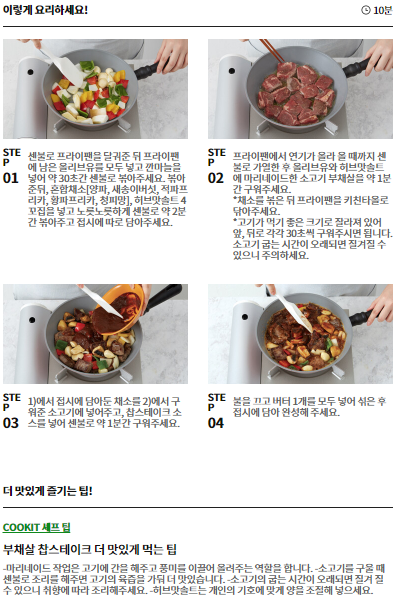 이렇게 요리하세요!
10분
STEP 01
센불로 프라이팬을 달궈준 뒤 프라이팬
에 남은 올리브유를 모두 넣고 깐마늘을
넣어 약 30초간 센불로 볶아주세요. 볶아
준뒤, 혼합채소[양파, 새송이버섯, 적파프
리카, 황파프리카, 청피망], 허브맛솔트 4
꼬집을 넣고 노릇노릇하게 센불로 약 2분
간 볶아주고 접시에 따로 담아주세요.
STEP 02
프라이팬에서 연기가 올라 올 때까지 센
불로 가열한 후 올리브유와 허브맛솔트
에 마리네이드한 소고기 부채살을 약 1분
간 구워주세요.
*채소를 볶은 뒤 프라이팬을 키친타올로
닦아주세요.
*고기가 먹기 좋은 크기로 잘라져 있어
앞, 뒤로 각각 30초씩 구워주시면 됩니다.
소고기 굽는 시간이 오래되면 질겨질 수
있으니 주의하세요.
STEP 03
1)에서 접시에 담아둔 채소를 2)에서 구
워준 소고기에 넣어주고, 찹스테이크 소
스를 넣어 센불로 약 1분간 구워주세요.
STEP 04
불을 끄고 버터 1개를 모두 넣어 섞은 후
접시에 담아 완성해 주세요.
더 맛있게 즐기는 팁!
COOKIT 셰프 팁
부채살 찹스테이크 더 맛있게 먹는 팁
-마리네이드 작업은 고기에 간을 해주고 풍미를 이끌어 올려주는 역할을 합니다. -소고기를 구울 때
센불로 조리를 해주면 고기의 육즙을 가둬 더 맛있습니다. -소고기의 굽는 시간이 오래되면 질겨 질
수 있으니 취향에 따라 조리해주세요. -허브맛솔트는 개인의 기호에 맞게 양을 조절해 넣으세요.